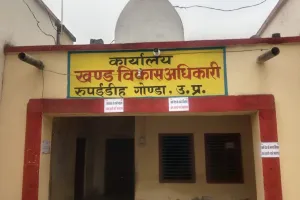 कार्यालय
खण्ड विकास अधिकारी
रुपईडीह गोण्डा. उ.प्र.